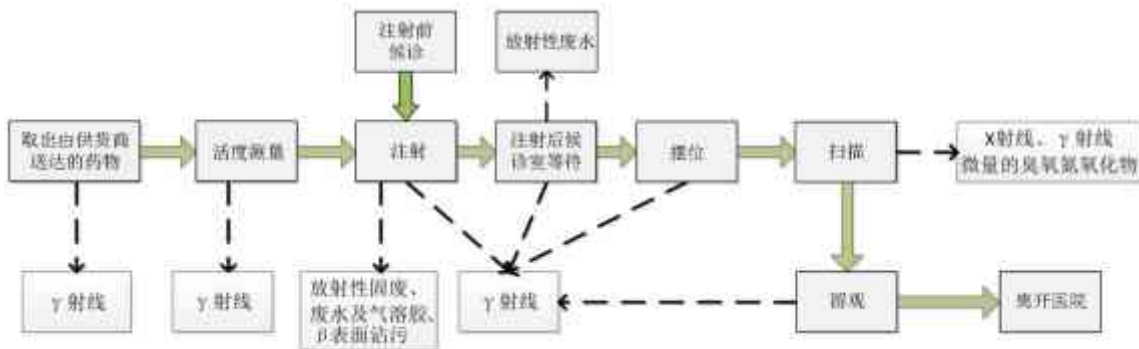 注射前
候诊
放射性废水
取出由供货商
送达的药物
活度测量
注射
注射后候
诊室等待
摆位
扫描
X射线、γ射线
微量的臭氧氮氧化物
γ射线
γ射线
放射性固废、
废水及气溶胶、
β表面沾污
γ射线
留观
离开医院